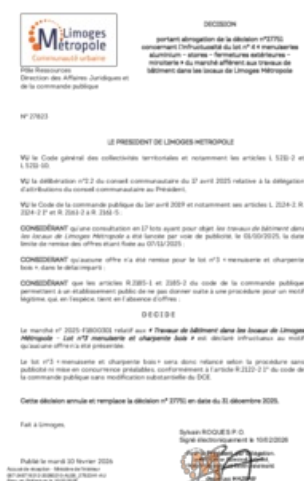 Limoges
Métropole
Communauté urbaine
Pôle Ressources
Direction des Affaires Juridiques et
de la commande publique
DECISION
portant abrogation de la décision n°27751
concernant l'infructuosité du lot n° 4 « menuiseries
aluminium – stores – fermetures extérieures –
miroiterie » du marché afférent aux travaux de
bâtiment dans les locaux de Limoges Métropole
N° 27823
LE PRESIDENT DE LIMOGES METROPOLE
VU le Code général des collectivités territoriales et notamment les articles L 5211-2 et
L 5211-10,
VU la délibération n°2.2 du conseil communautaire du 17 avril 2025 relative à la délégation
d'attributions du conseil communautaire au Président,
VU le Code de la commande publique du 1er avril 2019 et notamment ses articles L. 2124-2, R.
2124-2 1° et R. 2161-2 à R. 2161-5 ;
CONSIDÉRANT qu'une consultation en 17 lots ayant pour objet les travaux de bâtiment dans
les locaux de Limoges Métropole a été lancée par voie de publicité, le 01/10/2025, la date
limite de remise des offres étant fixée au 07/11/2025 ;
CONSIDERANT qu'aucune offre n'a été remise pour le lot n°3 « menuiserie et charpente
bois », dans le délai imparti ;
CONSIDÉRANT que les articles R.2185-1 et 2185-2 du code de la commande publique
permettent à un établissement public de ne pas donner suite à une procédure pour un motif
légitime, qui, en l'espèce, tient en l'absence d'offres ;
DECIDE
Le marché n° 2025-F1800301 relatif aux « Travaux de bâtiment dans les locaux de Limoges
Métropole – Lot n°3 menuiserie et charpente bois » est déclaré infructueux au motif
qu'aucune offre n'a été présentée.
Le lot n°3 « menuiserie et charpente bois » sera donc relancé selon la procédure sans
publicité ni mise en concurrence préalables, conformément à l'article R.2122-2 1° du code de
la commande publique sans modification substantielle du DCE.
Cette décision annule et remplace la décision n° 27751 en date du 31 décembre 2025.
Fait à Limoges,
Sylvain ROQUES P.O.
Signé électroniquement le 10/02/2026
Publié le mardi 10 février 2026
Accusé de réception - Ministère de l'Intérieur